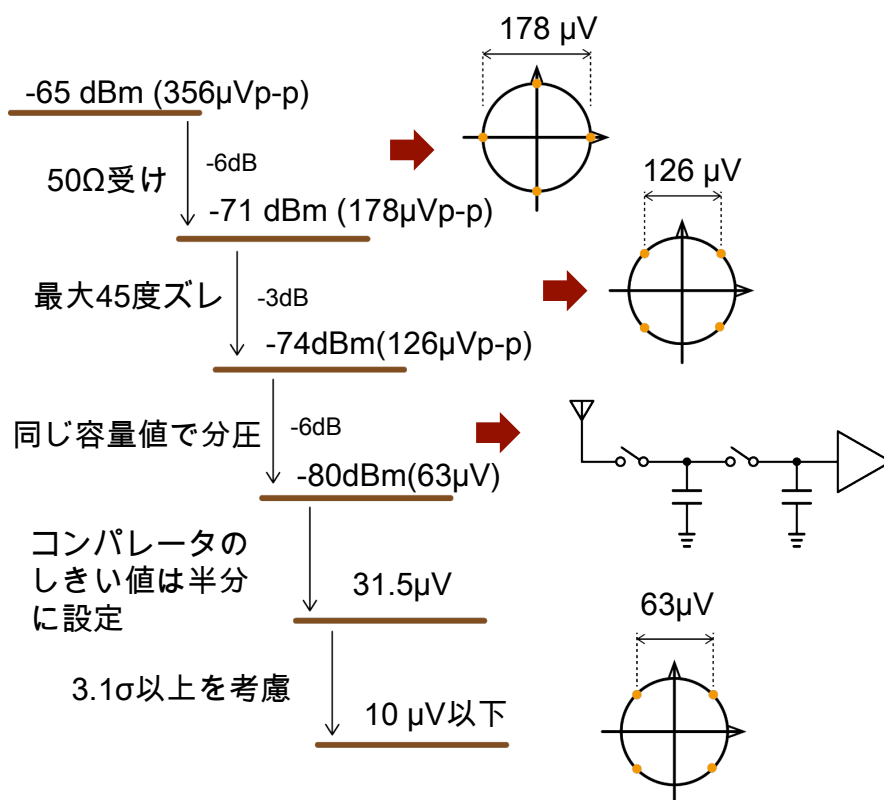 178 μV
-65 dBm (356μVp-p)
-6dB
50Ω受け
-71 dBm (178μVp-p)
126 μV
最大45度ズレ
-3dB
-74dBm(126μVp-p)
同じ容量値で分圧
-6dB
-80dBm(63μV)
コンパレータの
しきい値は半分
に設定
31.5μV
63μV
3.1σ以上を考慮
10 μV以下